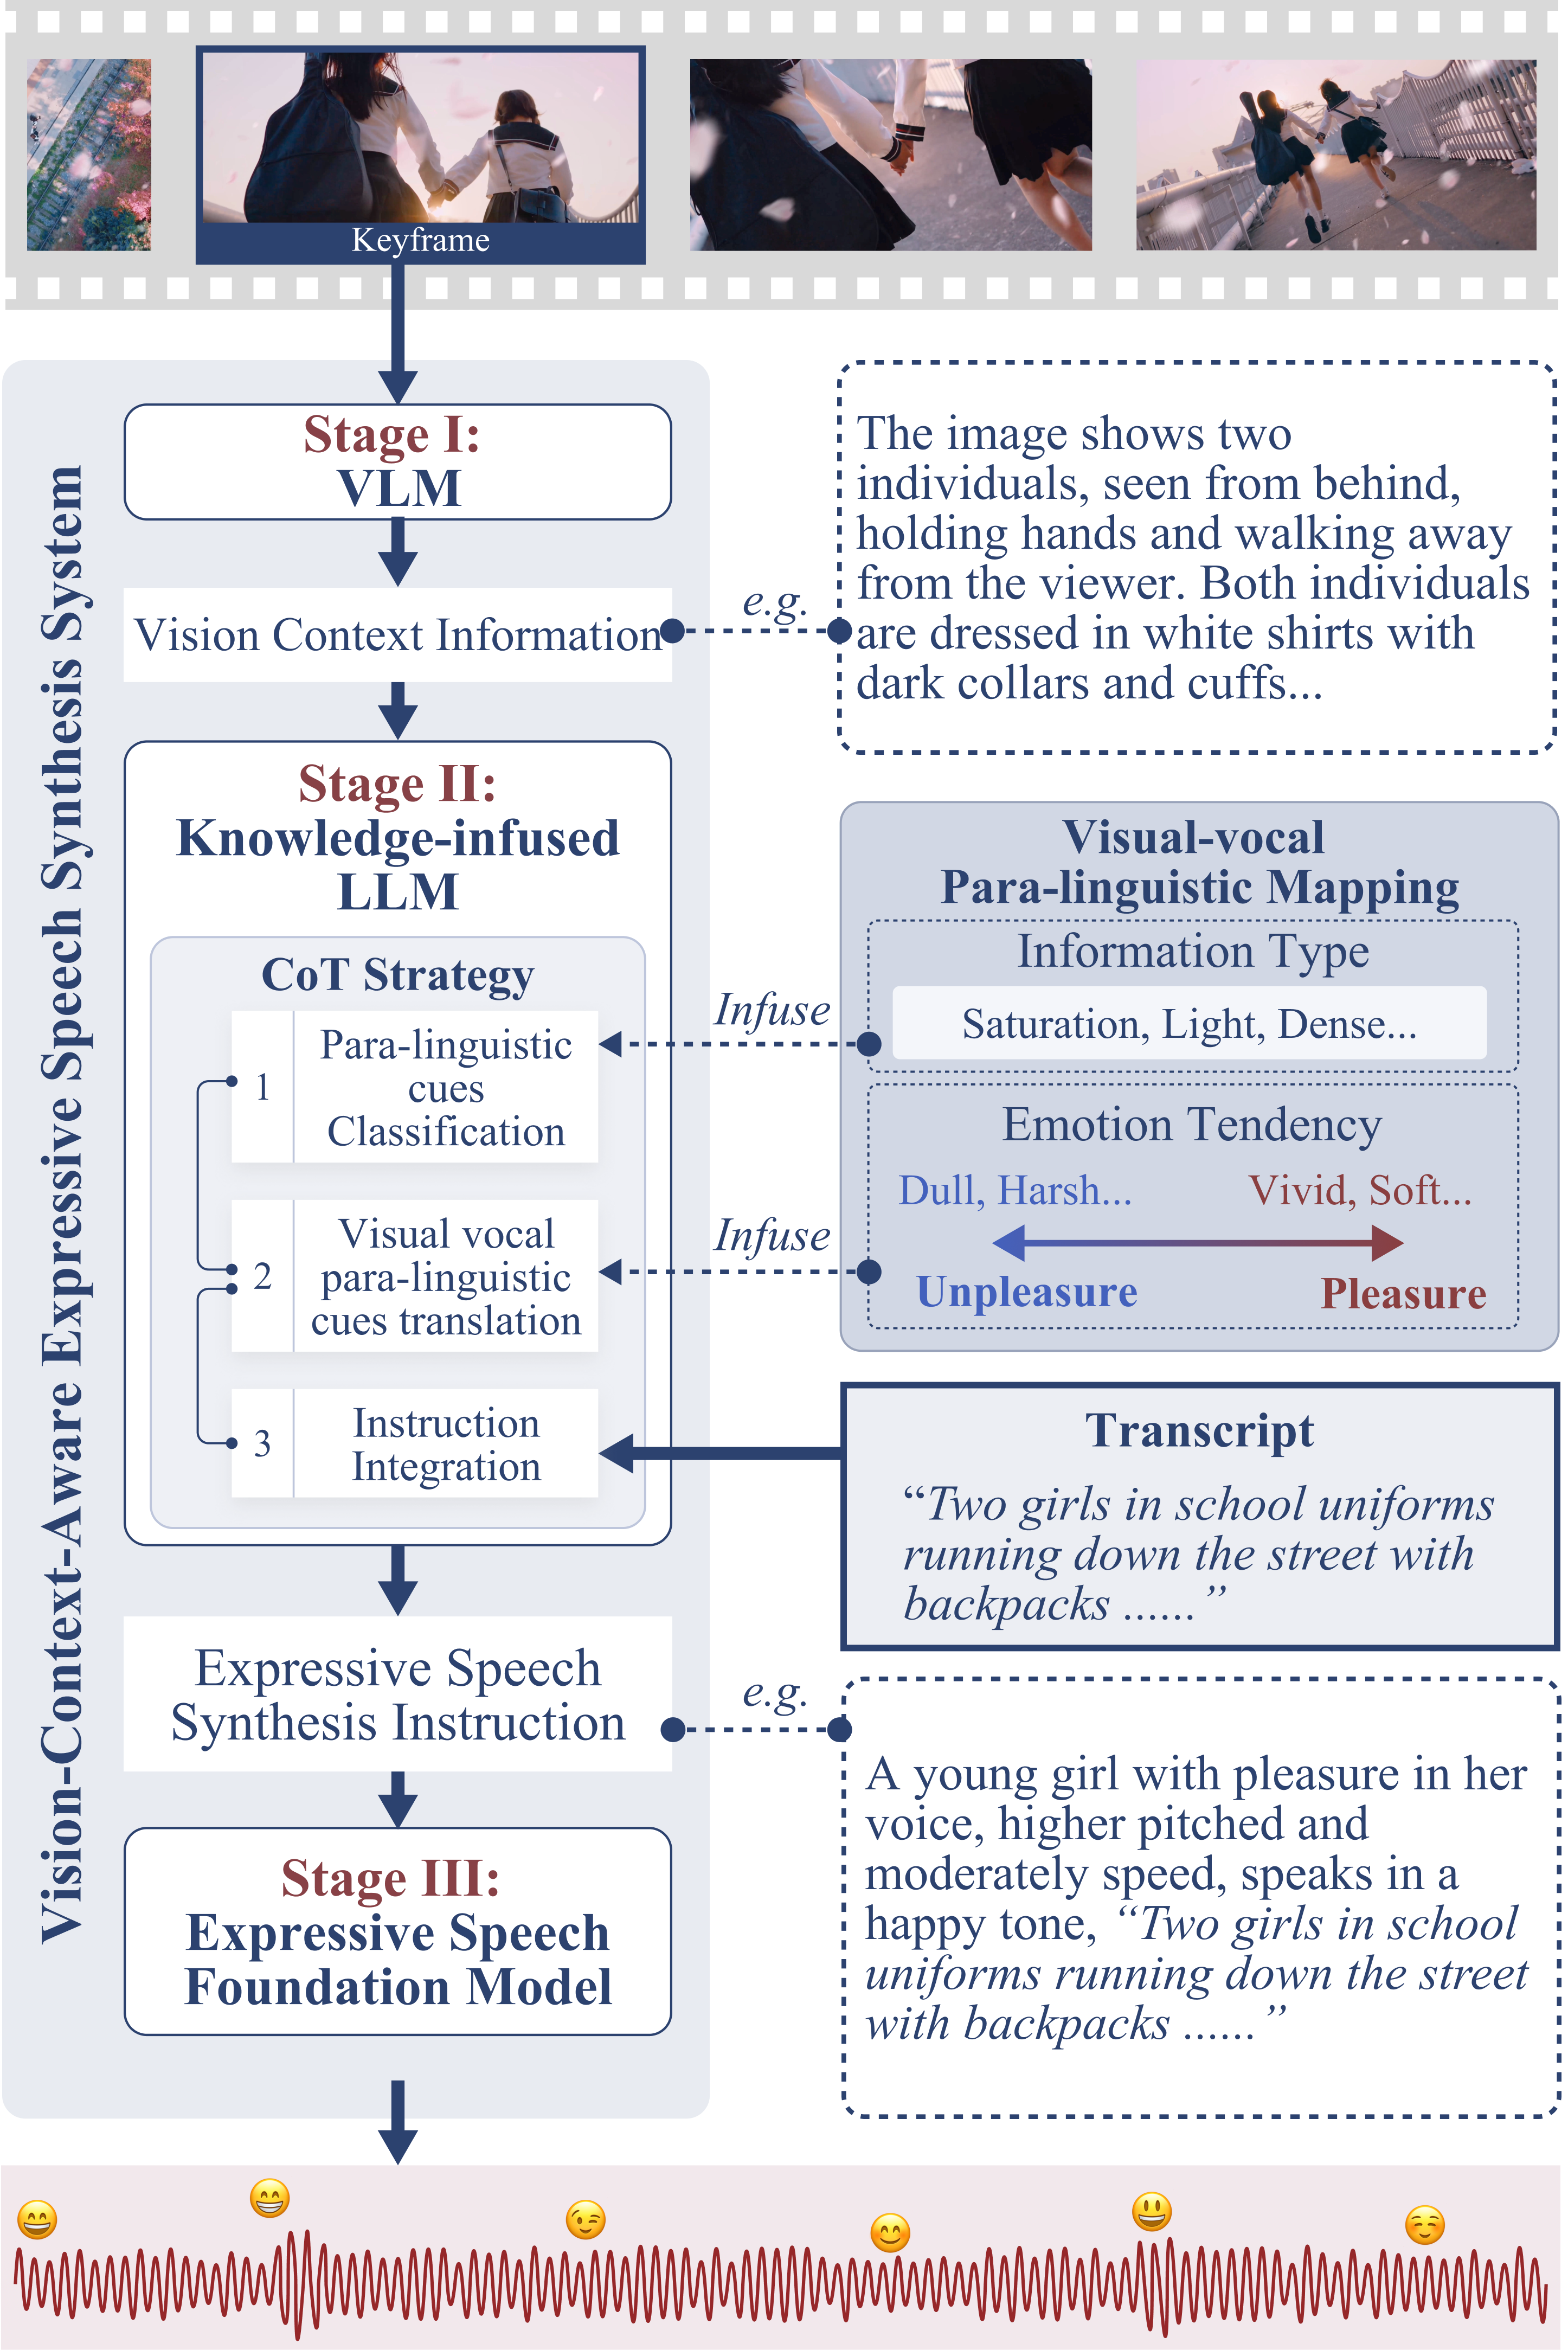 Keyframe
Vision-Context-Aware Expressive Speech Synthesis System
Stage I:
VLM
Vision Context Information
e.g.
The image shows two
individuals, seen from behind,
holding hands and walking away
from the viewer. Both individuals
are dressed in white shirts with
dark collars and cuffs...
Stage II:
Knowledge-infused
LLM
CoT Strategy
1
Para-linguistic
cues
Classification
2
Visual vocal
para-linguistic
cues translation
3
Instruction
Integration
Infuse
Infuse
Visual-vocal
Para-linguistic Mapping
Information Type
Saturation, Light, Dense...
Emotion Tendency
Dull, Harsh...
Vivid, Soft...
Unpleasure
Pleasure
Transcript
“Two girls in school uniforms
running down the street with
backpacks ......”
Expressive Speech
Synthesis Instruction
e.g.
A young girl with pleasure in her
voice, higher pitched and
moderately speed, speaks in a
happy tone, “Two girls in school
uniforms running down the street
with backpacks ......”
Stage III:
Expressive Speech
Foundation Model